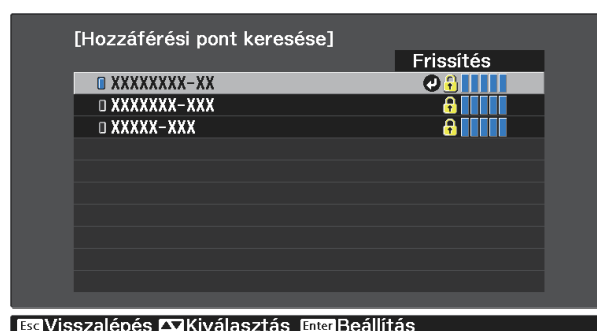 [Hozzáférési pont keresése]
Frissítés
XXXXXXXX-XX
XXXXXXX-XXX
XXXXX-XXX
Esc Visszalépés Kiválasztás Enter Beállítás